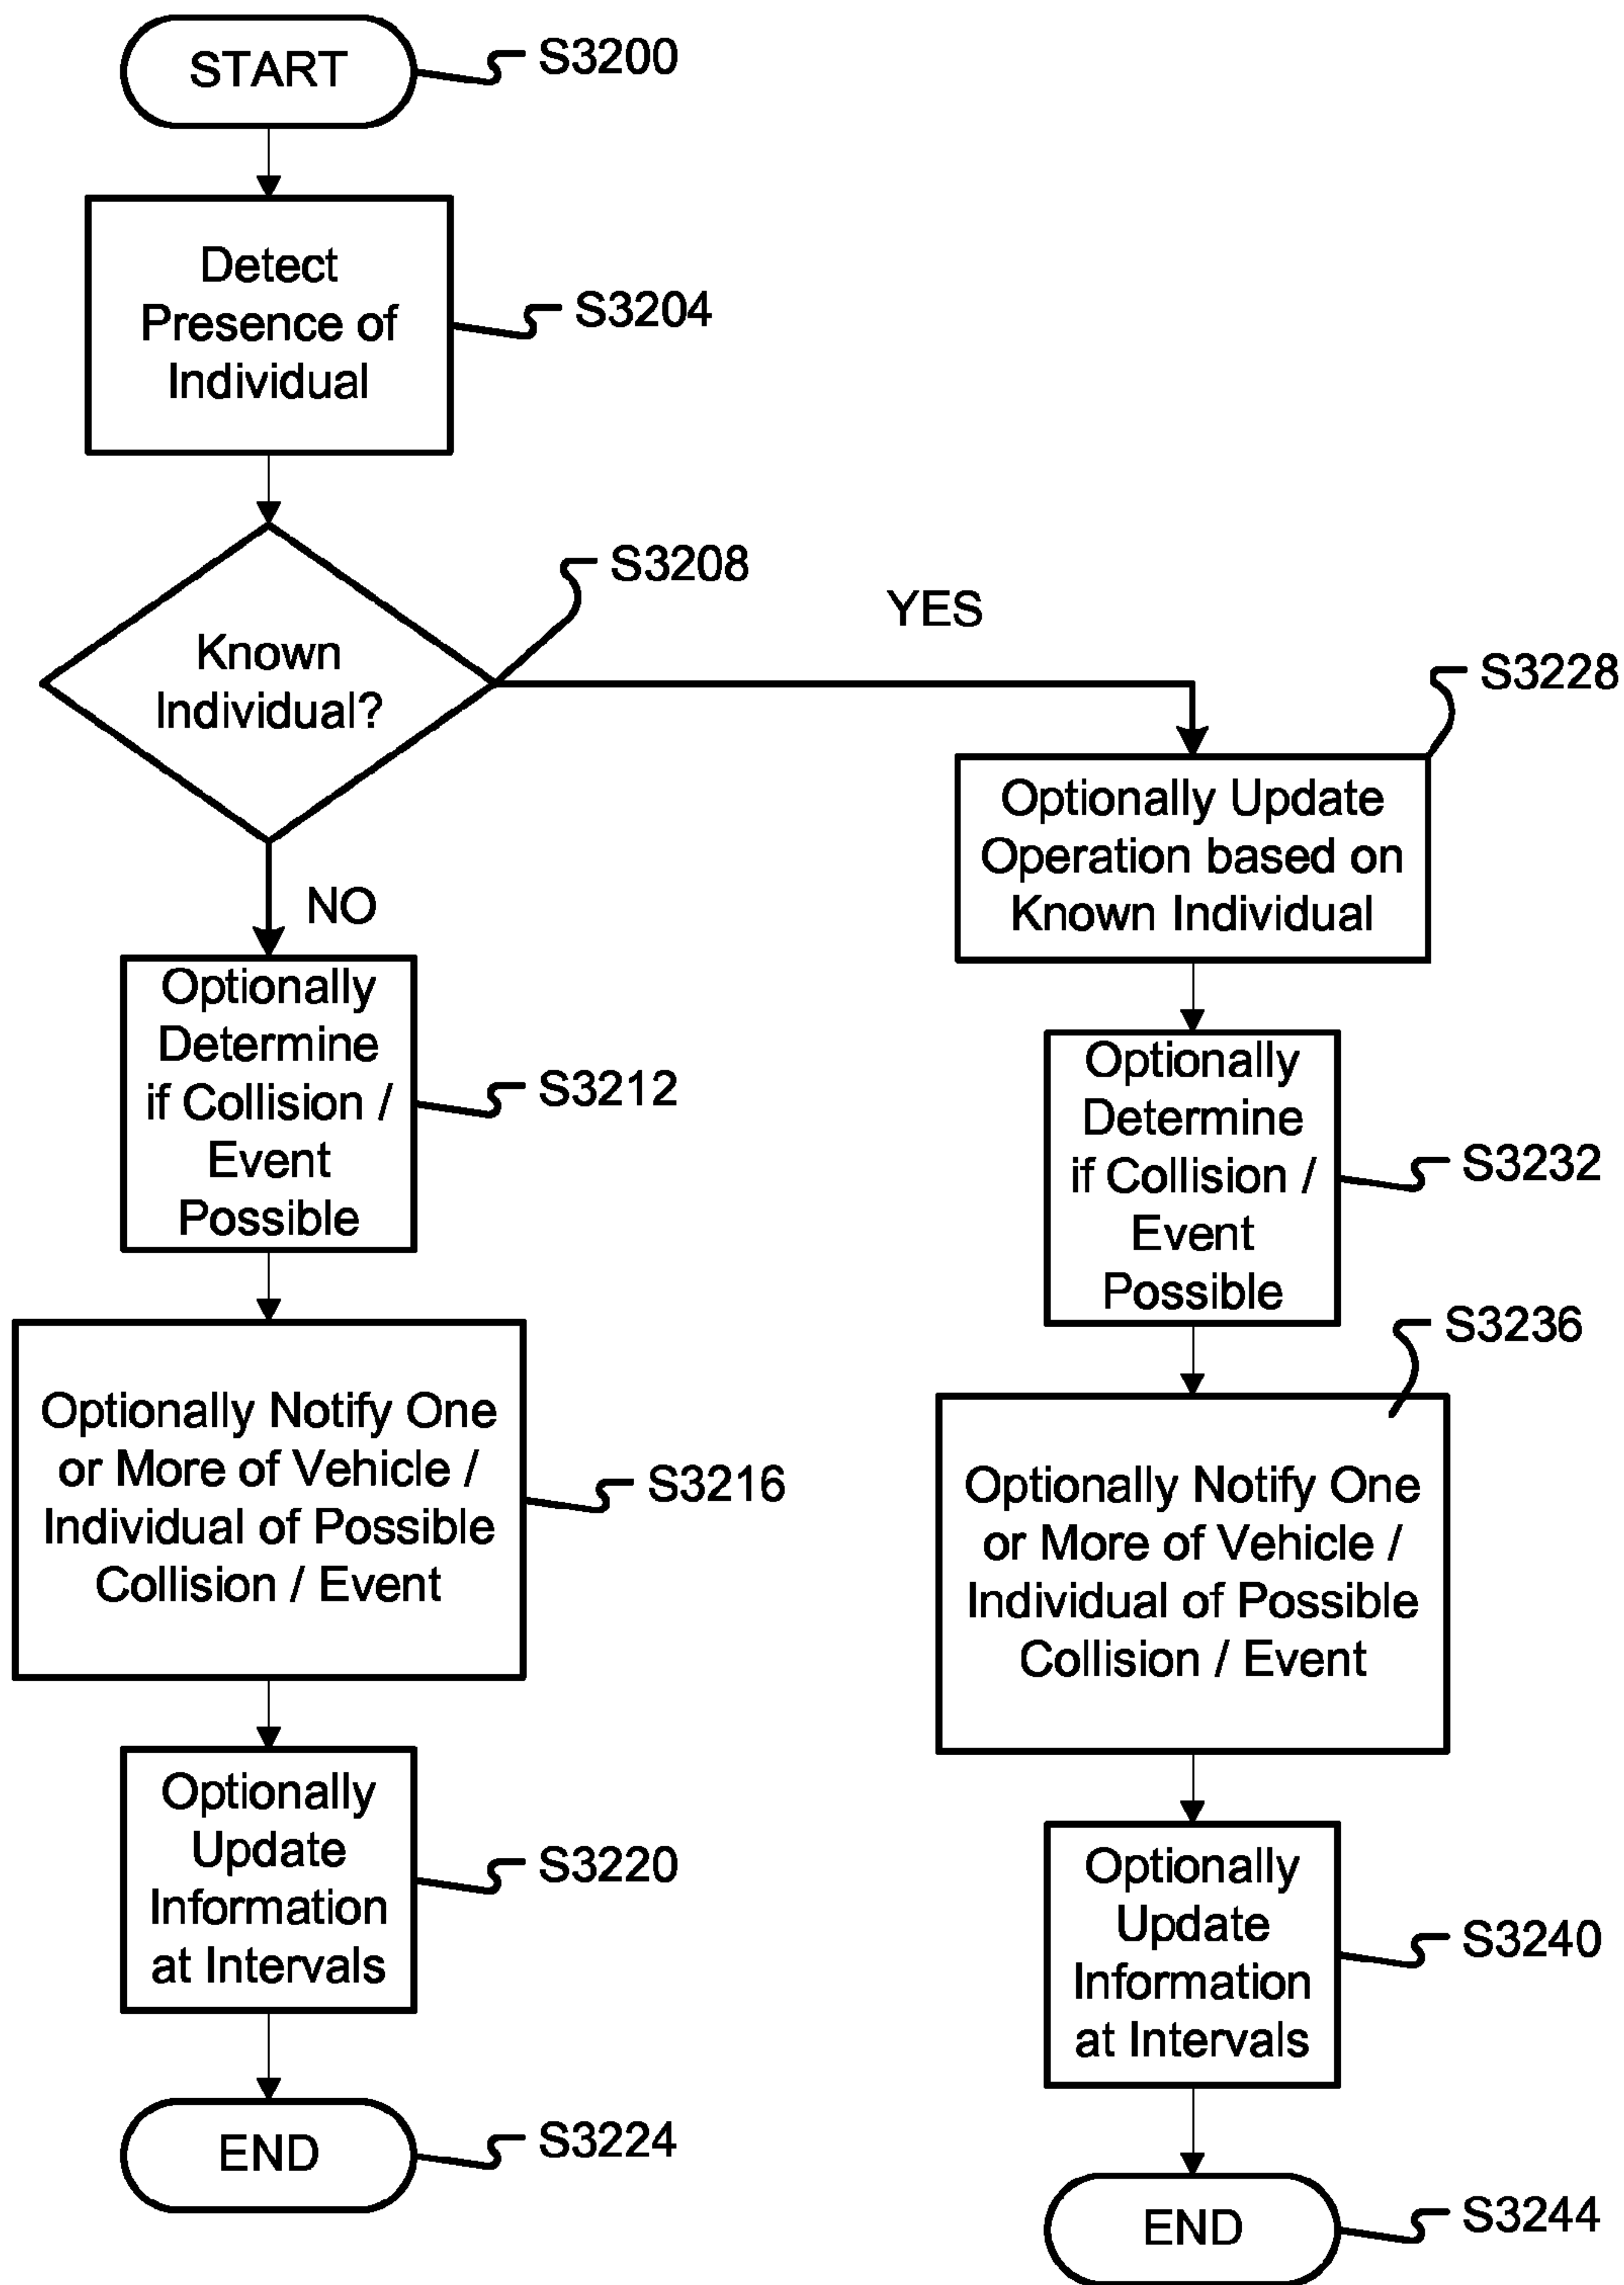 START
S3200
Detect
Presence of
Individual
S3204
Known
Individual?
S3208
YES
NO
Optionally
Determine
if Collision /
Event
Possible
S3212
Optionally Notify One
or More of Vehicle /
Individual of Possible
Collision / Event
S3216
Optionally
Update
Information
at Intervals
S3220
END
S3224
S3228
Optionally Update
Operation based on
Known Individual
Optionally
Determine
if Collision /
Event
Possible
S3232
S3236
Optionally Notify One
or More of Vehicle /
Individual of Possible
Collision / Event
Optionally
Update
Information
at Intervals
S3240
END
S3244